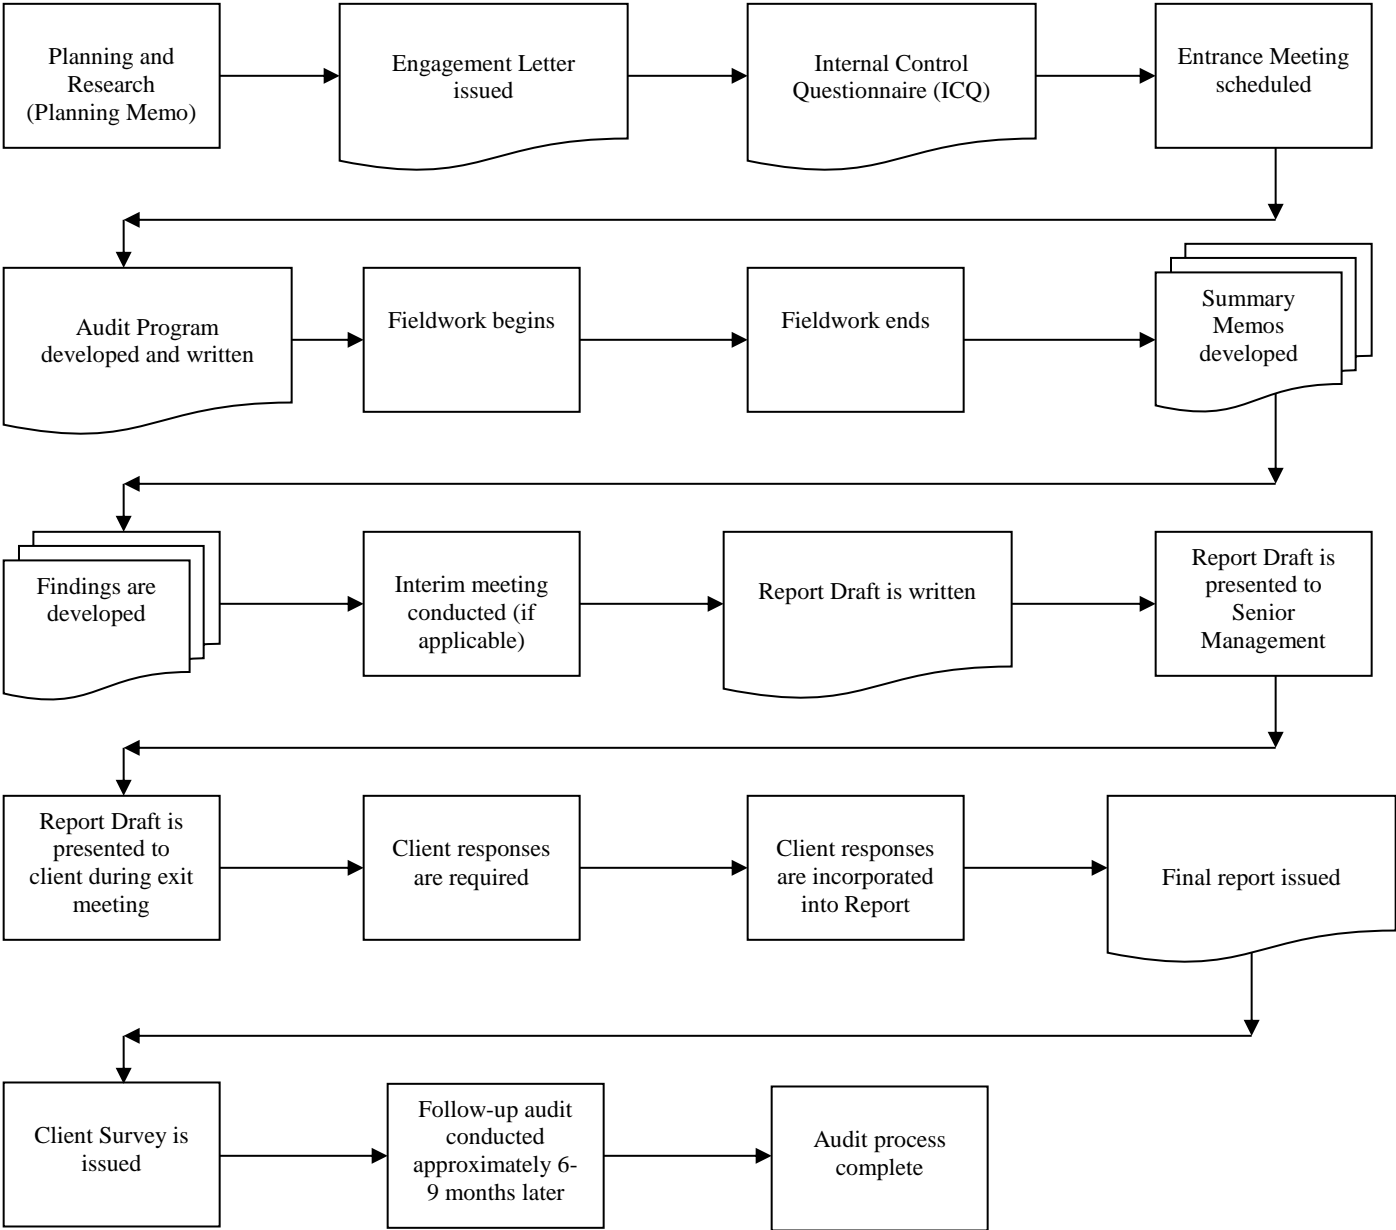 Planning and
Research
(Planning Memo)
Engagement Letter
issued
Internal Control
Questionnaire (ICQ)
Entrance Meeting
scheduled
Audit Program
developed and written
Fieldwork begins
Fieldwork ends
Summary
Memos
developed
Findings are
developed
Interim meeting
conducted (if
applicable)
Report Draft is written
Report Draft is
presented to
Senior
Management
Report Draft is
presented to
client during exit
meeting
Client responses
are required
Client responses
are incorporated
into Report
Final report issued
Client Survey is
issued
Follow-up audit
conducted
approximately 6-
9 months later
Audit process
complete